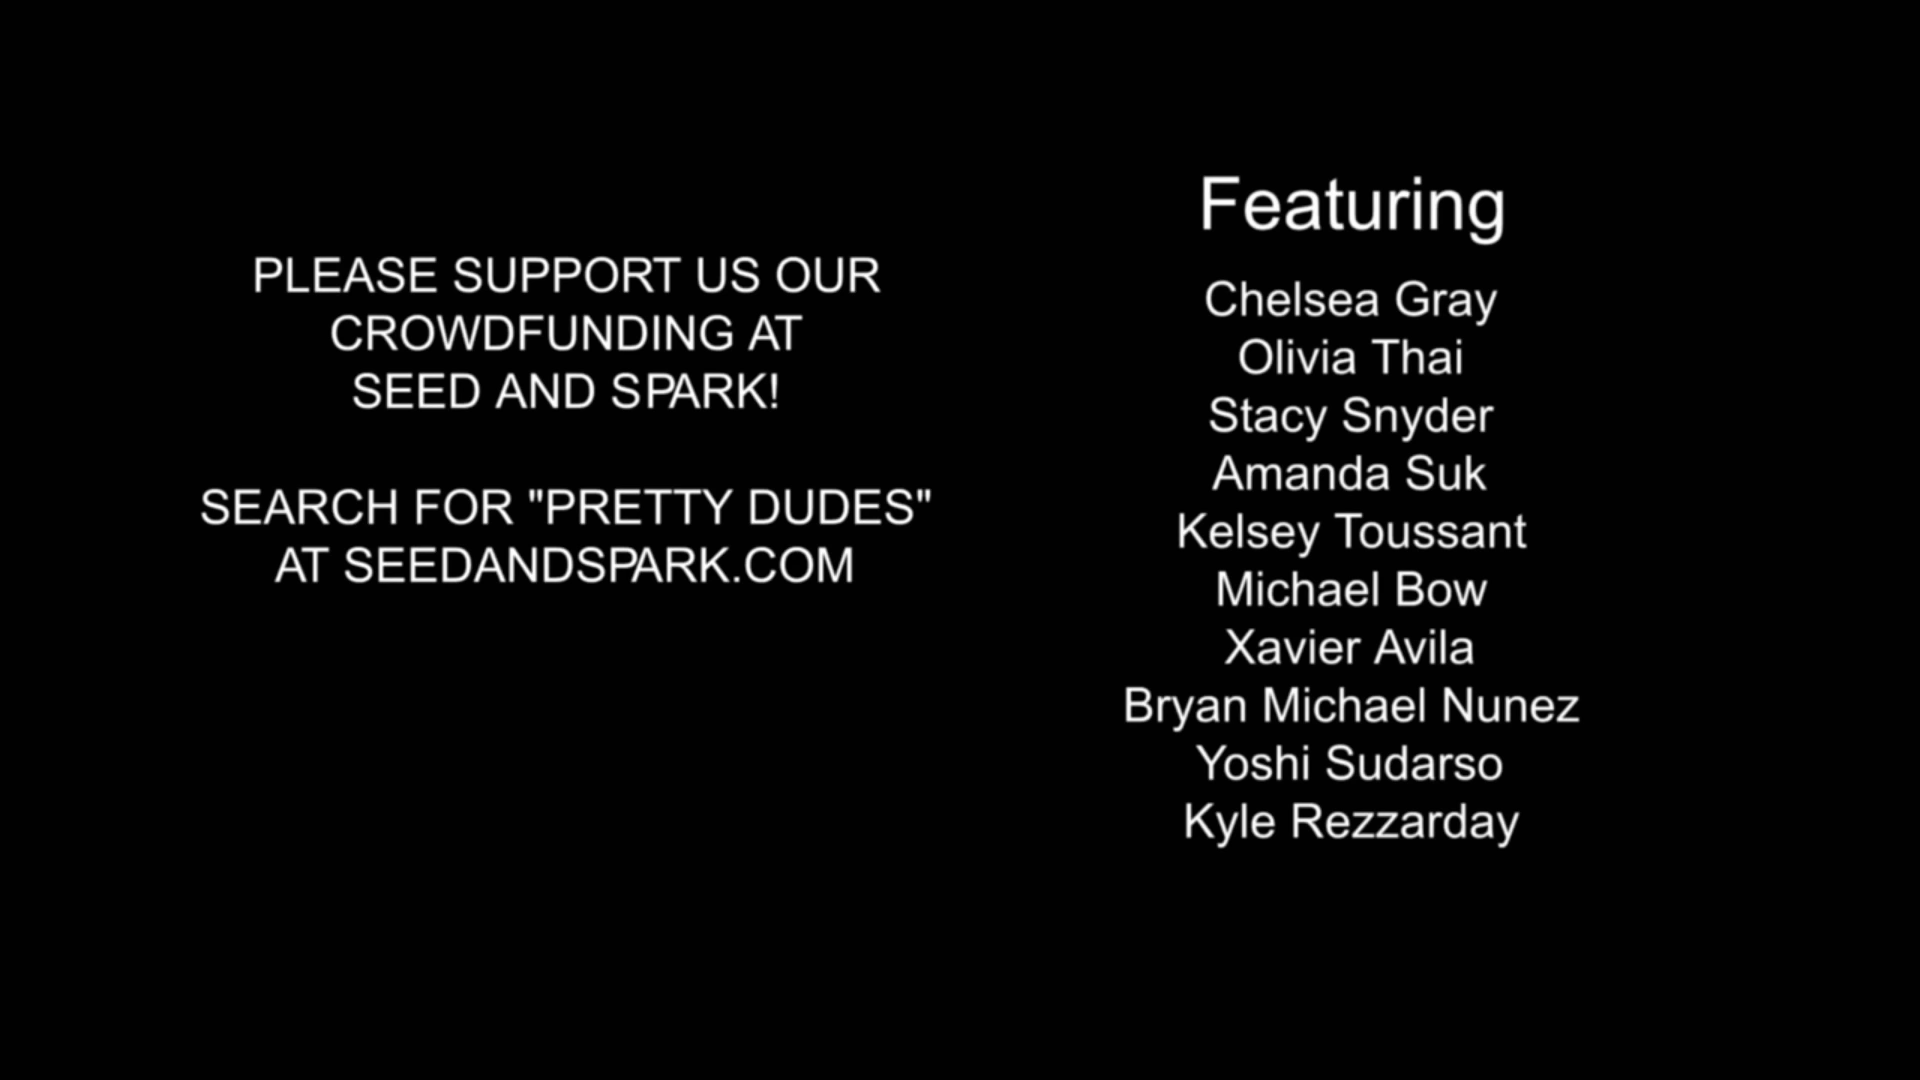 PLEASE SUPPORT US OUR
CROWDFUNDING AT
SEED AND SPARK!
SEARCH FOR "PRETTY DUDES"
AT SEEDANDSPARK.COM
Featuring
Chelsea Gray
Olivia Thai
Stacy Snyder
Amanda Suk
Kelsey Toussant
Michael Bow
Xavier Avila
Bryan Michael Nunez
Yoshi Sudarso
Kyle Rezzarday